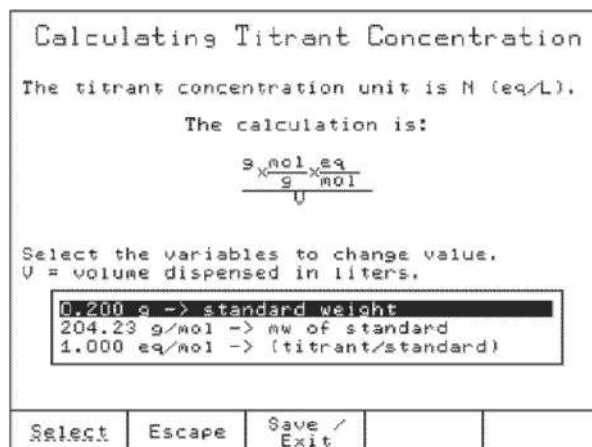 Calculating Titrant Concentration
The titrant concentration unit is N (eq/L).
The calculation is:
g x mol/g x eq/mol
V
Select the variables to change value.
V = volume dispensed in liters.
0.200 g -> standard weight
204.23 g/mol -> mw of standard
1.000 eq/mol -> (titrant/standard)
Select Escape Save / Exit